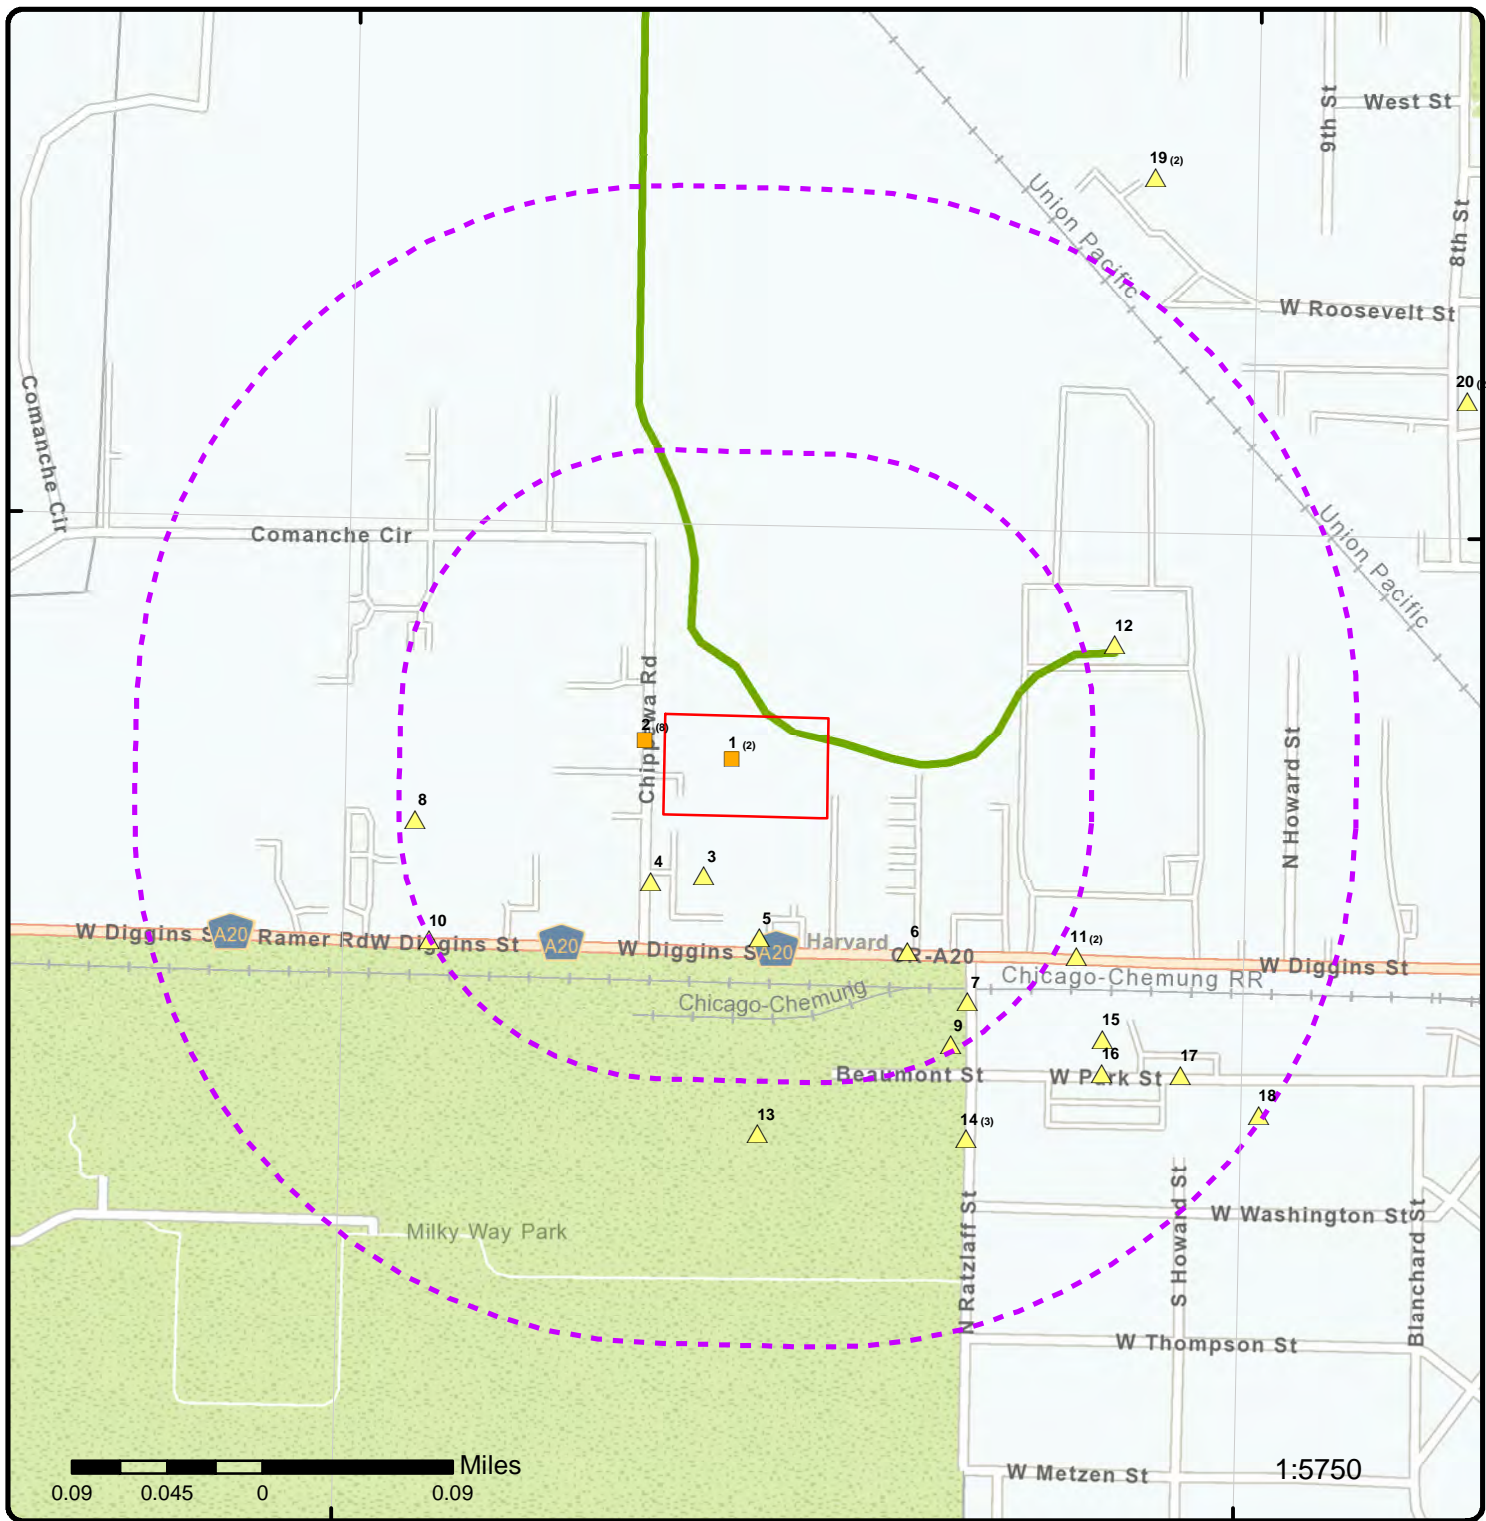 West St
9th St
19 (2)
Union Pacific
8th St
W Roosevelt St
20
Comanche Cir
Comanche Cir
Union Pacific
12
Chippewa Rd
2 (8)
1 (2)
N Howard St
8
4
3
W Diggins S
A20
Ramer Rd
W Diggins St
10
A20
W Diggins S
5
A20
Harvard
6
CR-A20
11 (2)
W Diggins St
Chicago-Chemung RR
Chicago-Chemung
7
9
15
16
17
Beaumont St
W Park St
18
13
14 (3)
N Ratzlaff St
S Howard St
W Washington St
Blanchard St
Milky Way Park
W Thompson St
W Metzen St
Miles
0.09 0.045 0 0.09
1:5750